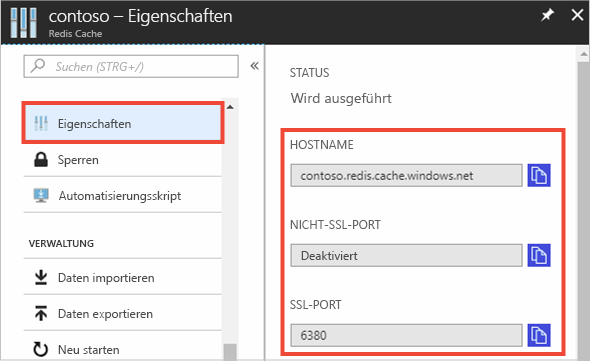 contoso – Eigenschaften
Redis Cache
Suchen (STRG+/)
Eigenschaften
Sperren
Automatisierungsskript
VERWALTUNG
Daten importieren
Daten exportieren
Neu starten
STATUS
Wird ausgeführt
HOSTNAME
contoso.redis.cache.windows.net
NICHT-SSL-PORT
Deaktiviert
SSL-PORT
6380